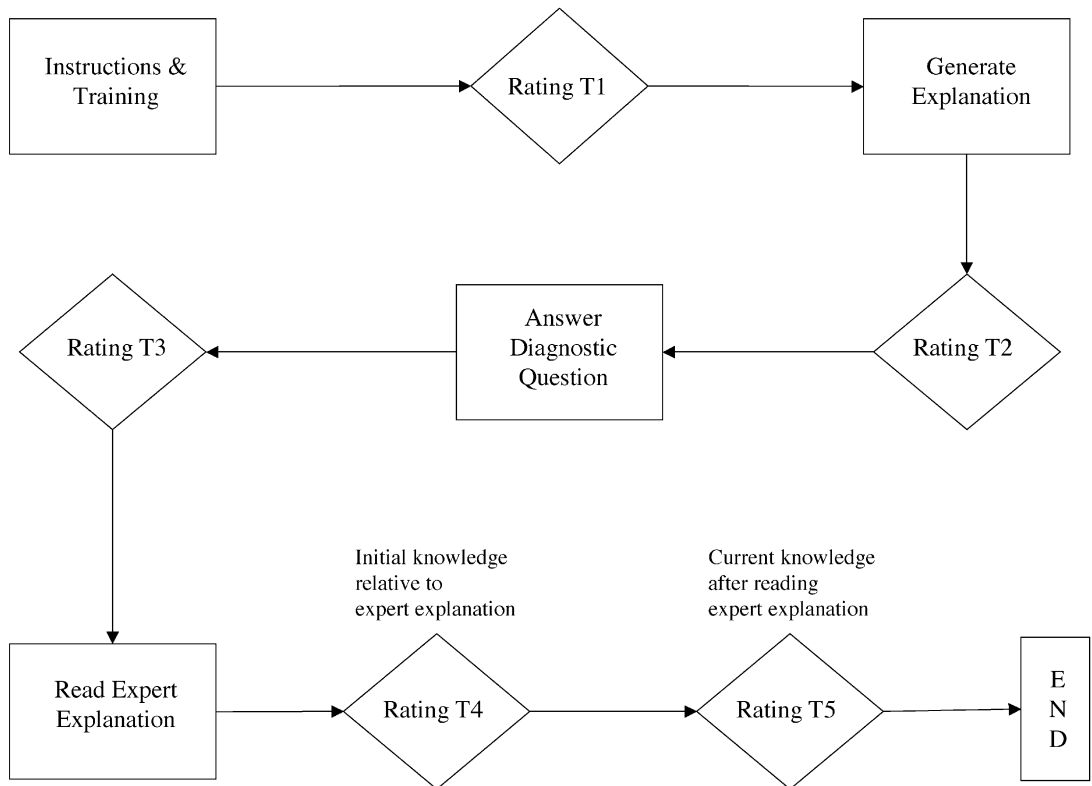 Instructions &
Training
Rating T1
Generate
Explanation
Rating T2
Answer
Diagnostic
Question
Rating T3
Read Expert
Explanation
Initial knowledge
relative to
expert explanation
Rating T4
Current knowledge
after reading
expert explanation
Rating T5
E
N
D